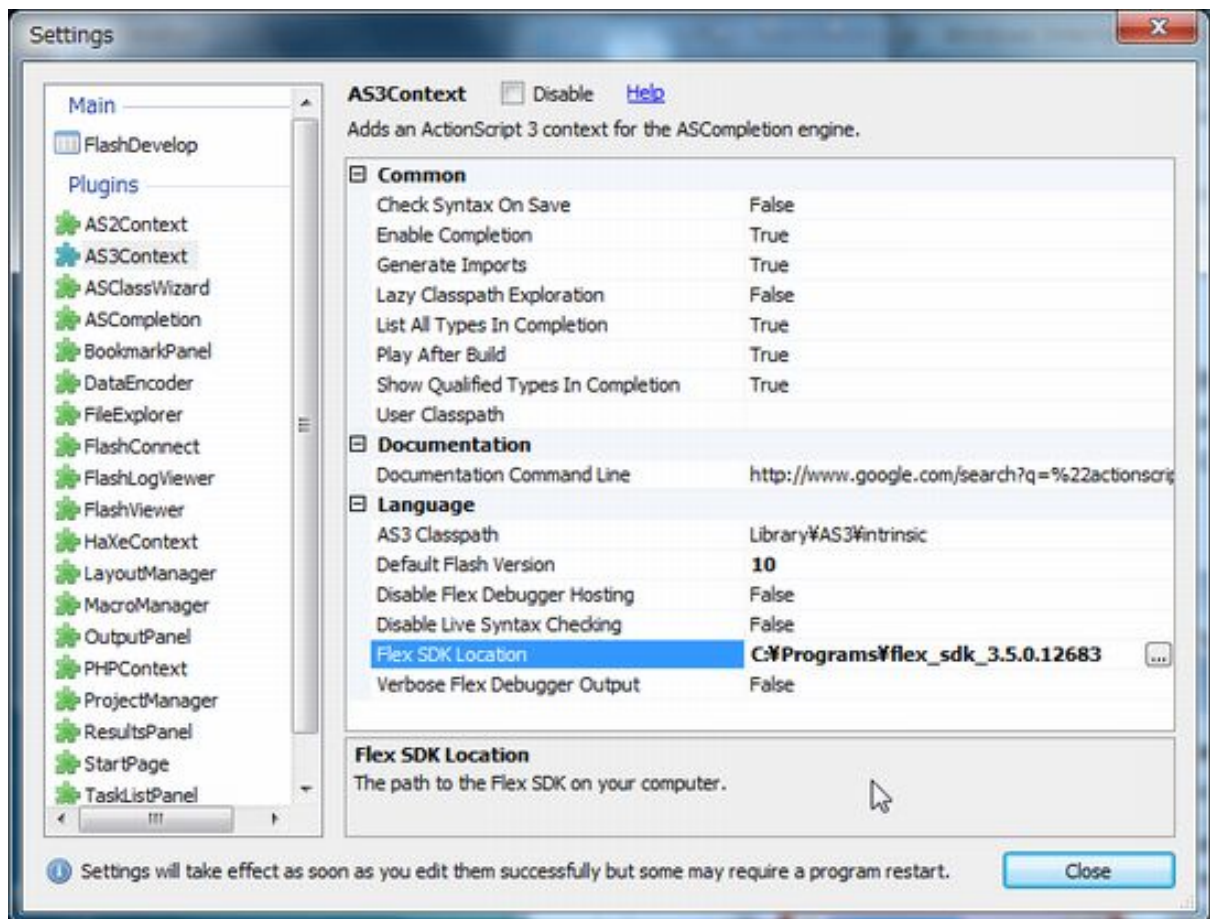 Settings
Main
FlashDevelop
Plugins
AS2Context
AS3Context
ASClassWizard
ASCompletion
BookmarkPanel
DataEncoder
FileExplorer
FlashConnect
FlashLogViewer
FlashViewer
HaXeContext
LayoutManager
MacroManager
OutputPanel
PHPContext
ProjectManager
ResultsPanel
StartPage
TaskListPanel
AS3Context Disable Help
Adds an ActionScript 3 context for the ASCompletion engine.
Common
Check Syntax On Save False
Enable Completion True
Generate Imports True
Lazy Classpath Exploration False
List All Types In Completion True
Play After Build True
Show Qualified Types In Completion True
User Classpath
Documentation
Documentation Command Line http://www.google.com/search?q=%22actionscrip
Language
AS3 Classpath Library¥AS3¥intrinsic
Default Flash Version 10
Disable Flex Debugger Hosting False
Disable Live Syntax Checking False
Flex SDK Location C:¥Programs¥flex_sdk_3.5.0.12683 ...
Verbose Flex Debugger Output False
Flex SDK Location
The path to the Flex SDK on your computer.
Settings will take effect as soon as you edit them successfully but some may require a program restart.
Close